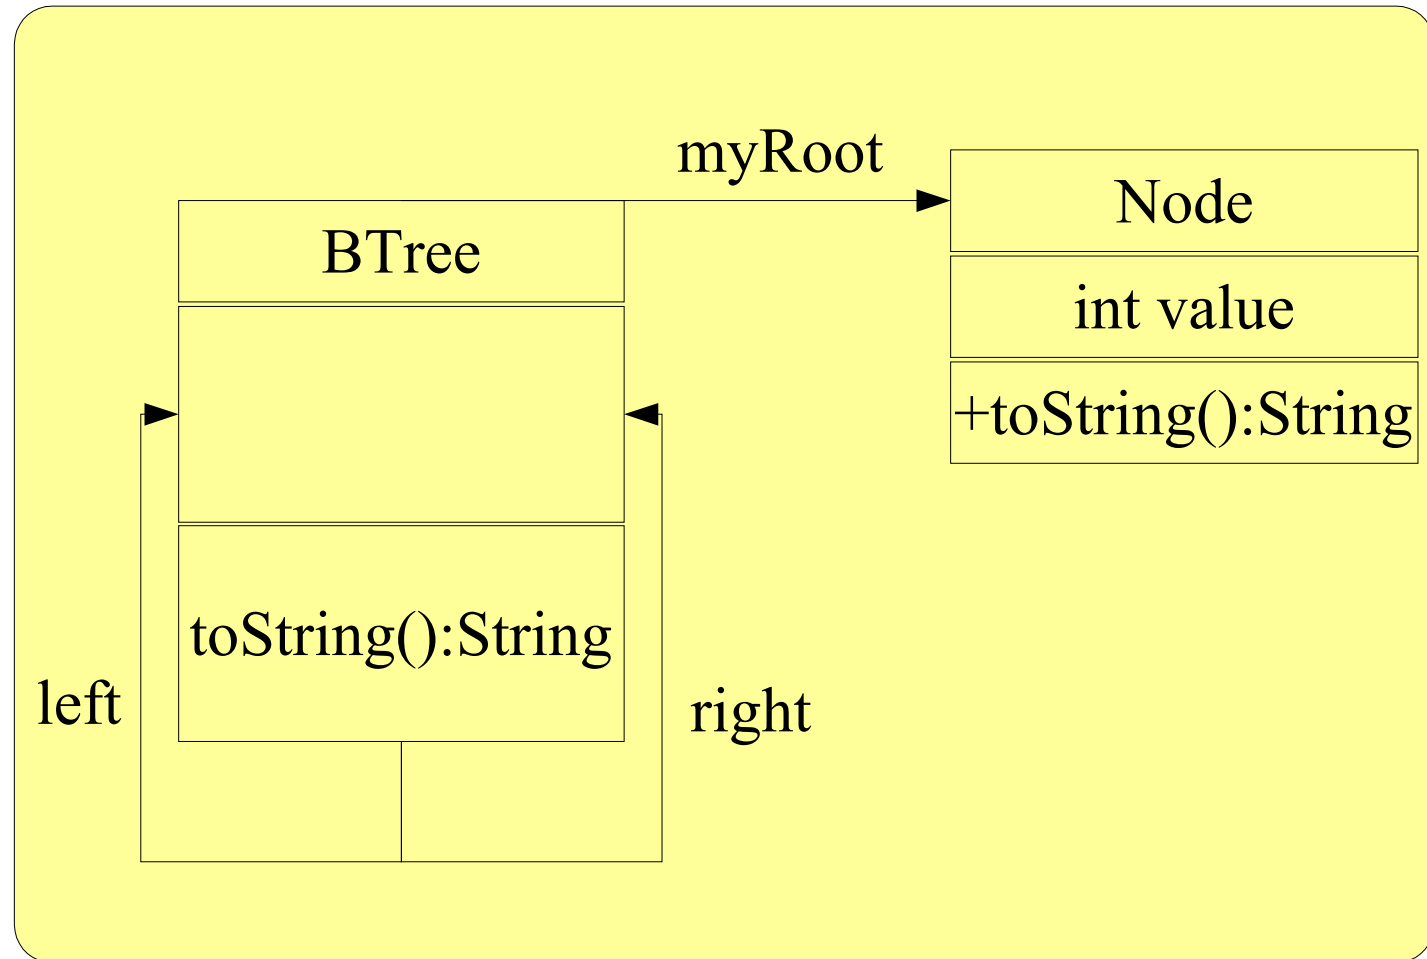 myRoot
BTree
toString():String
left
right
Node
int value
+toString():String